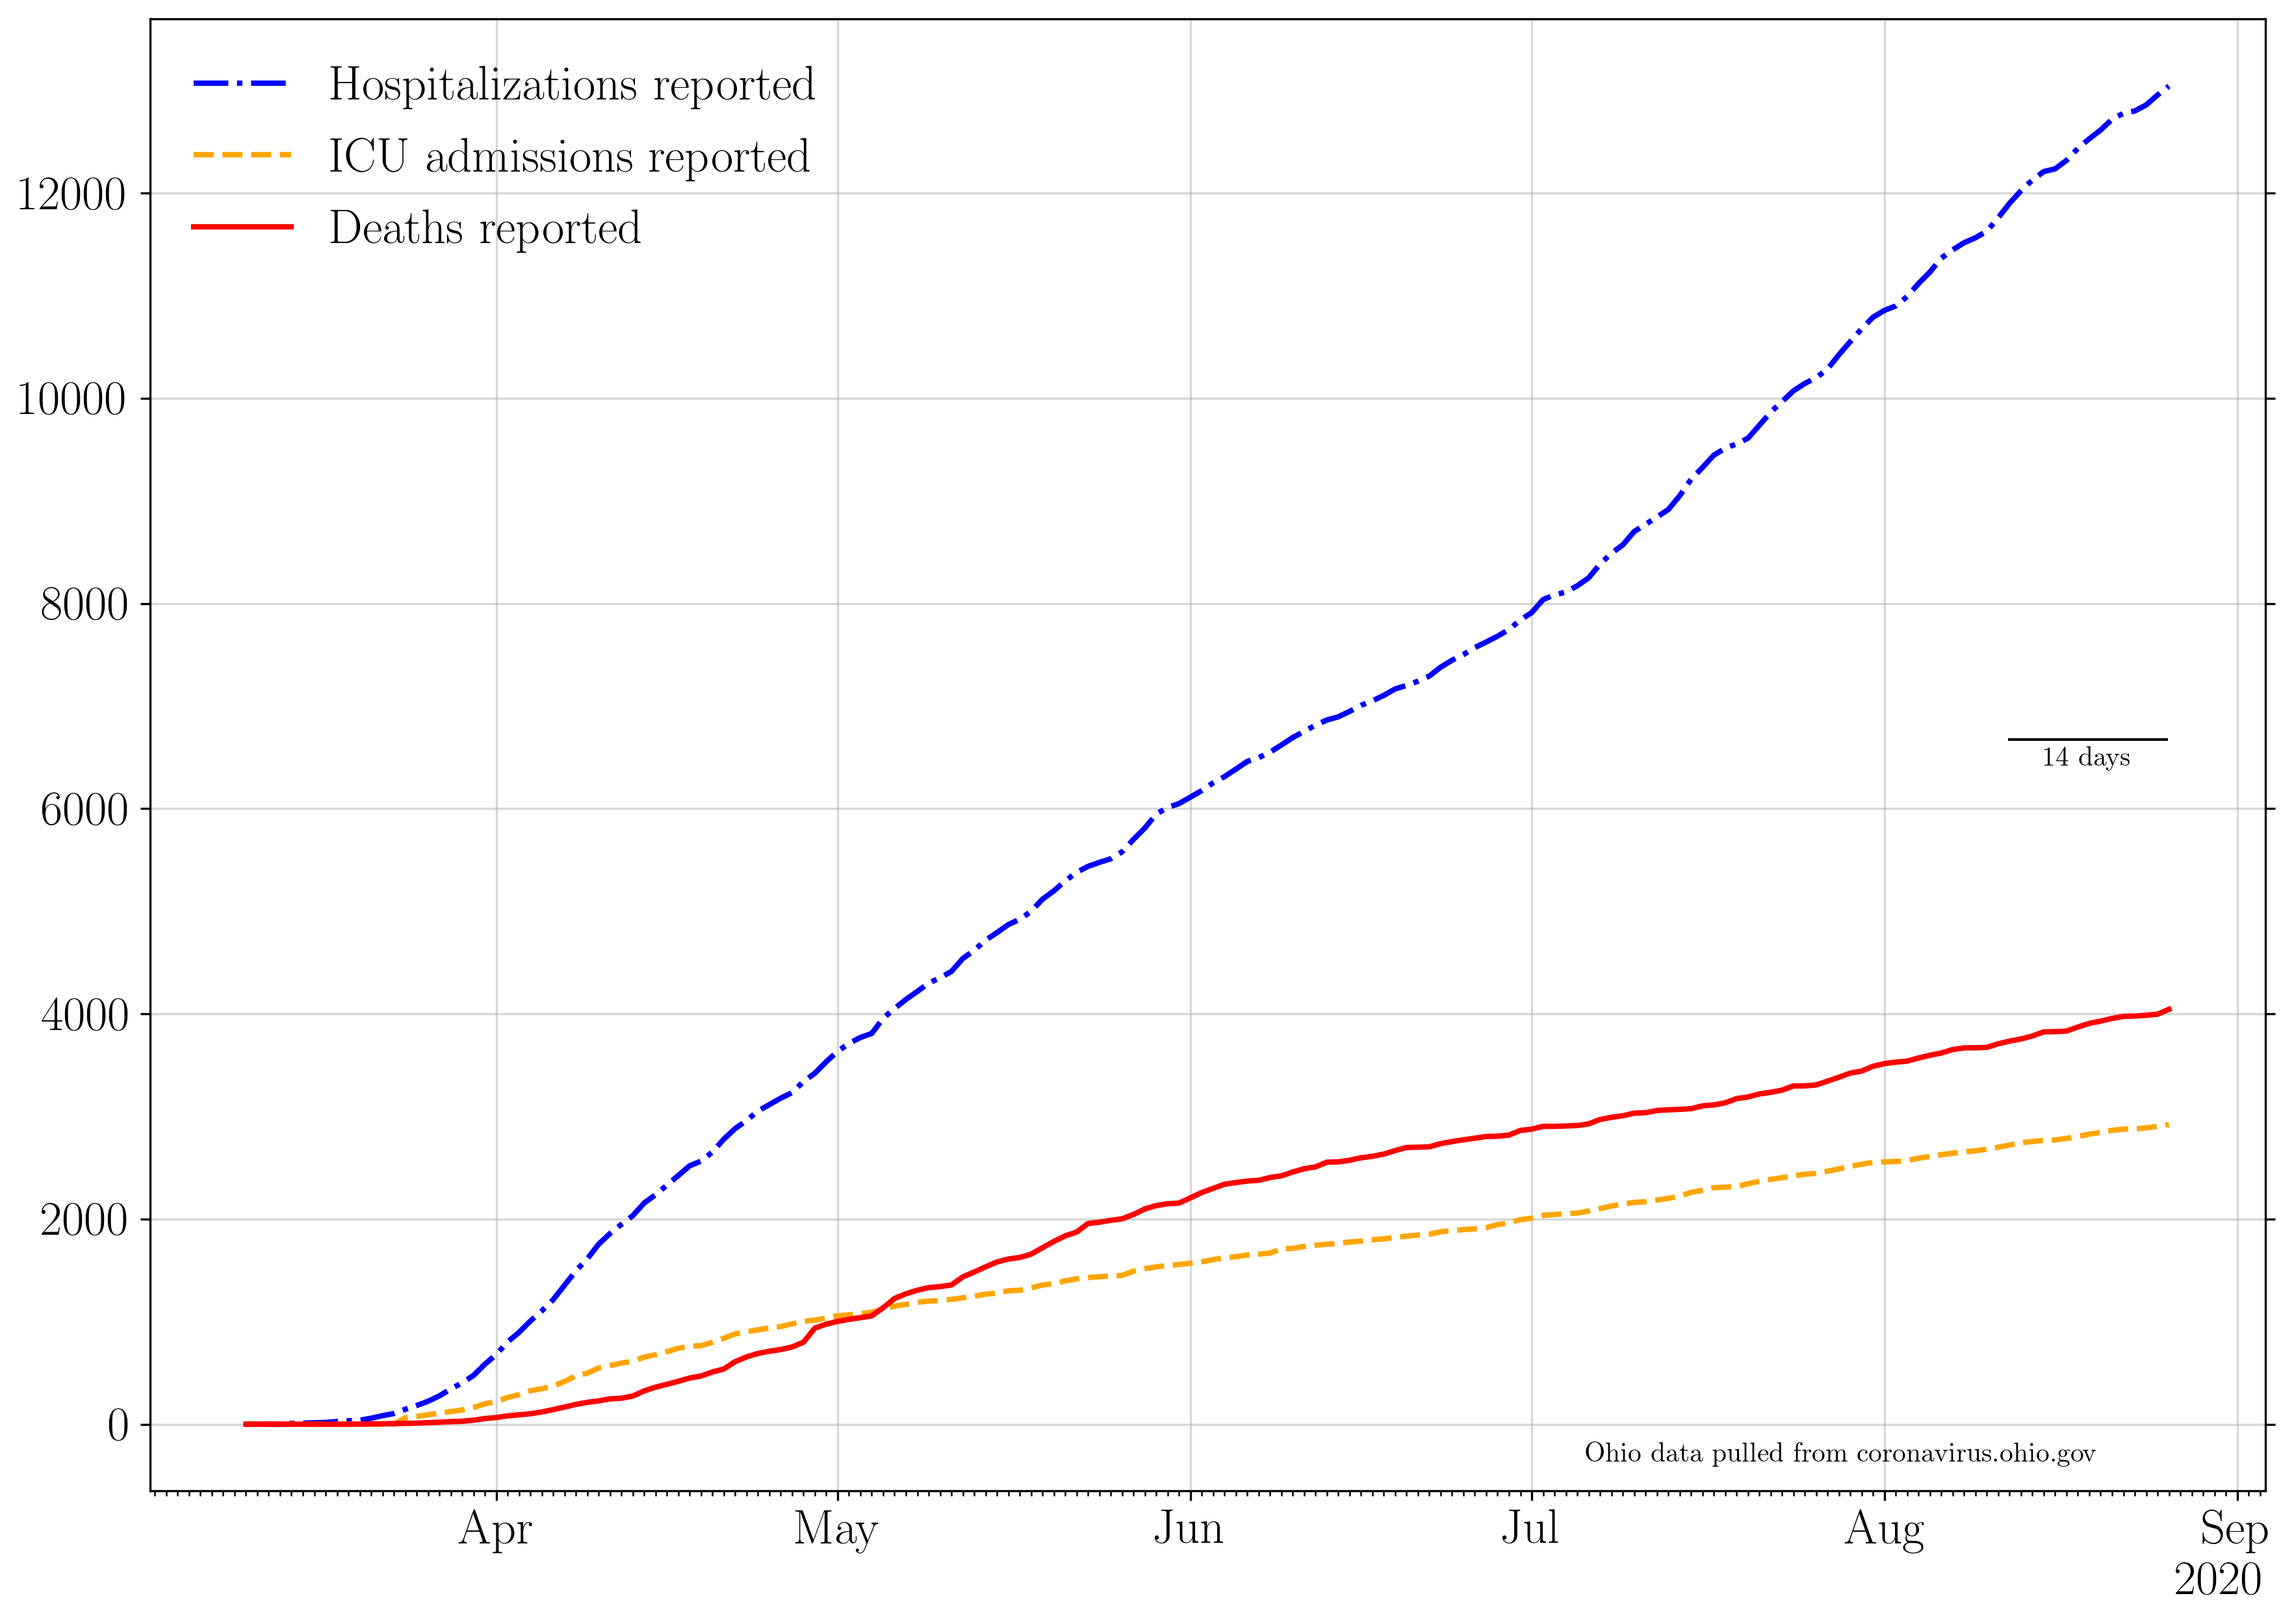 Hospitalizations reported
ICU admissions reported
Deaths reported
12000
10000
8000
6000
4000
2000
0
14 days
Ohio data pulled from coronavirus.ohio.gov
Apr May Jun Jul Aug Sep
2020